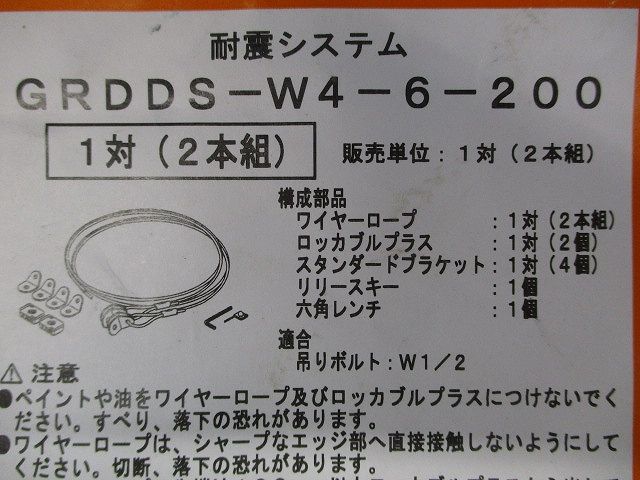 耐震システム
GRDDS－W4－6－200
1対（2本組）
販売単位：1対（2本組）
構成部品
ワイヤーロープ ：1対（2本組）
ロッカブルプラス ：1対（2個）
スタンダードブラケット：1対（4個）
リリースキー ：1個
六角レンチ ：1個
適合
吊りボルト：W1／2
⚠ 注意
●ペイントや油をワイヤーロープ及びロッカブルプラスにつけないでく
ださい。すべり、落下の恐れがあります。
●ワイヤーロープは、シャープなエッジ部へ直接接触しないようにして
ください。切断、落下の恐れがあります。